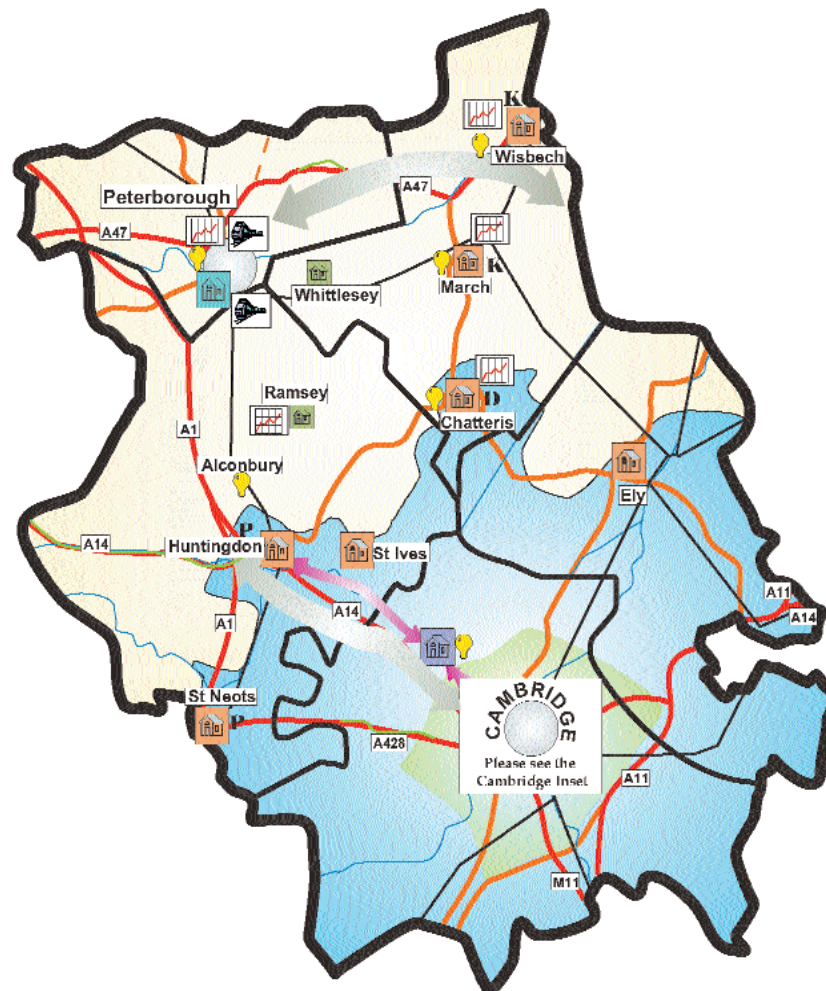 K
Wisbech
Peterborough
A47
A47
K
March
Whittlesey
Ramsey
D
Chatteris
A1
Alconbury
Ely
P
Huntingdon
St Ives
A14
A14
A11
A14
A1
St Neots
P
A428
CAMBRIDGE
Please see the
Cambridge Inset
A11
M11